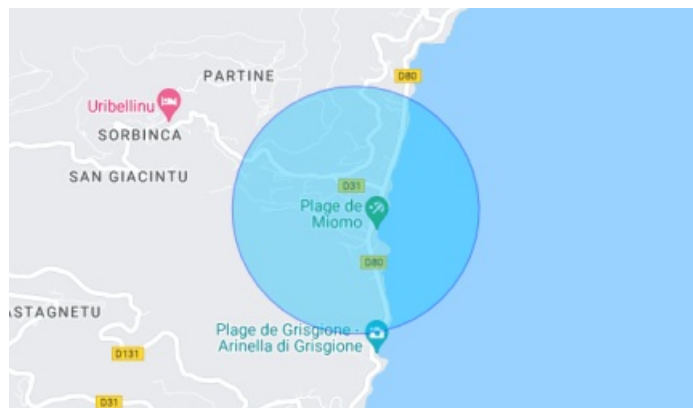 D80
PARTINE
Uribellinu
SORBINCA
SAN GIACINTU
D31
Plage de
Miomo
D80
ASTAGNETU
Plage de Grisgione -
Arinella di Grisgione
D131
D31